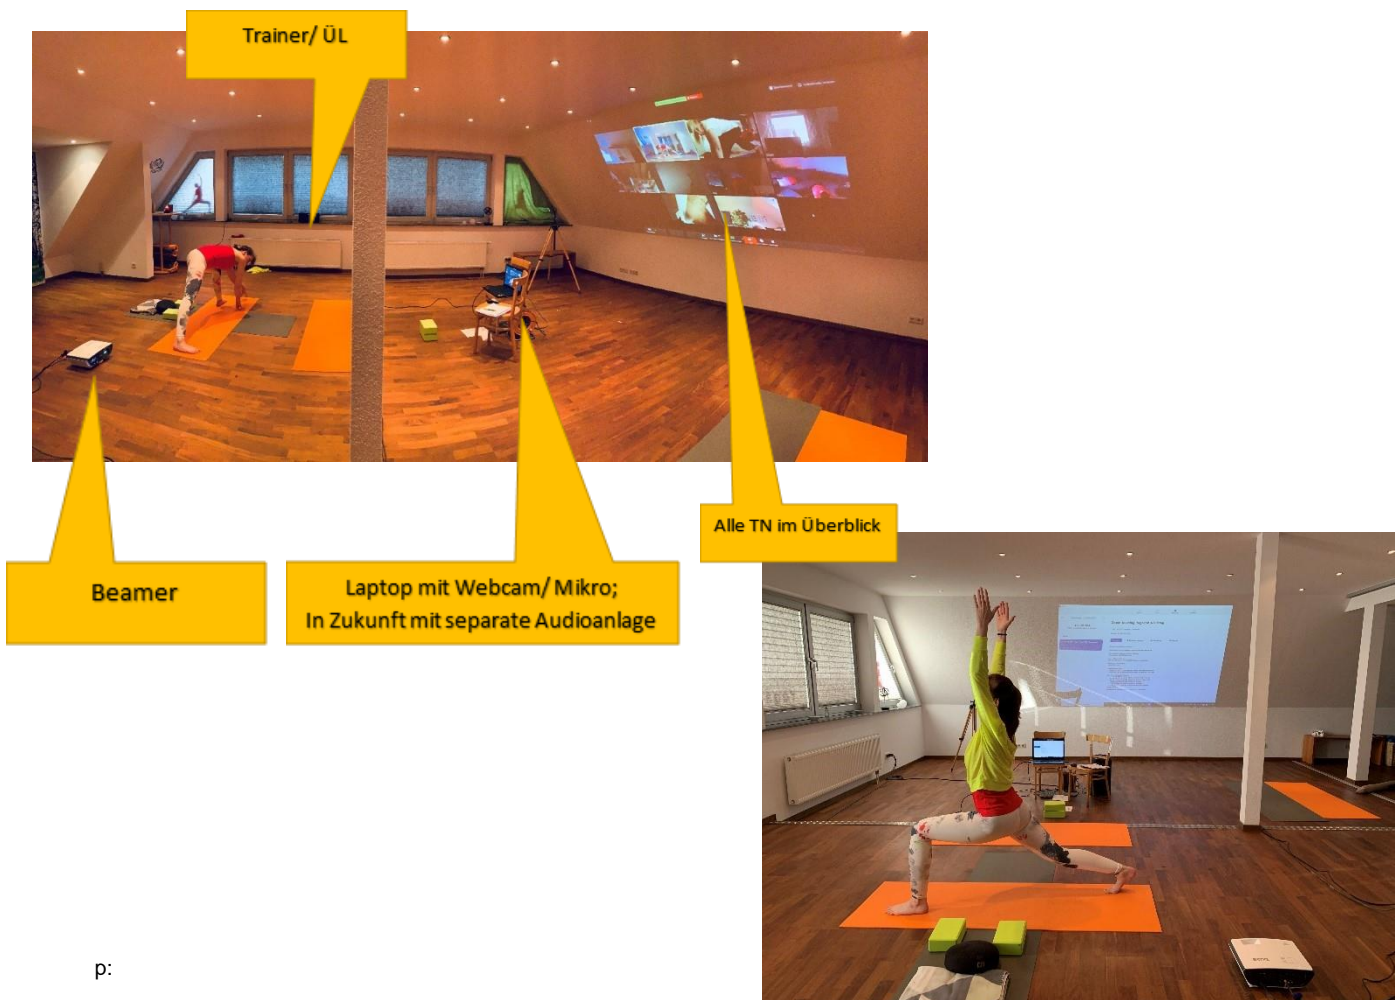 Trainer/ ÜL
Alle TN im Überblick
Beamer
Laptop mit Webcam/ Mikro;
In Zukunft mit separate Audioanlage
p: